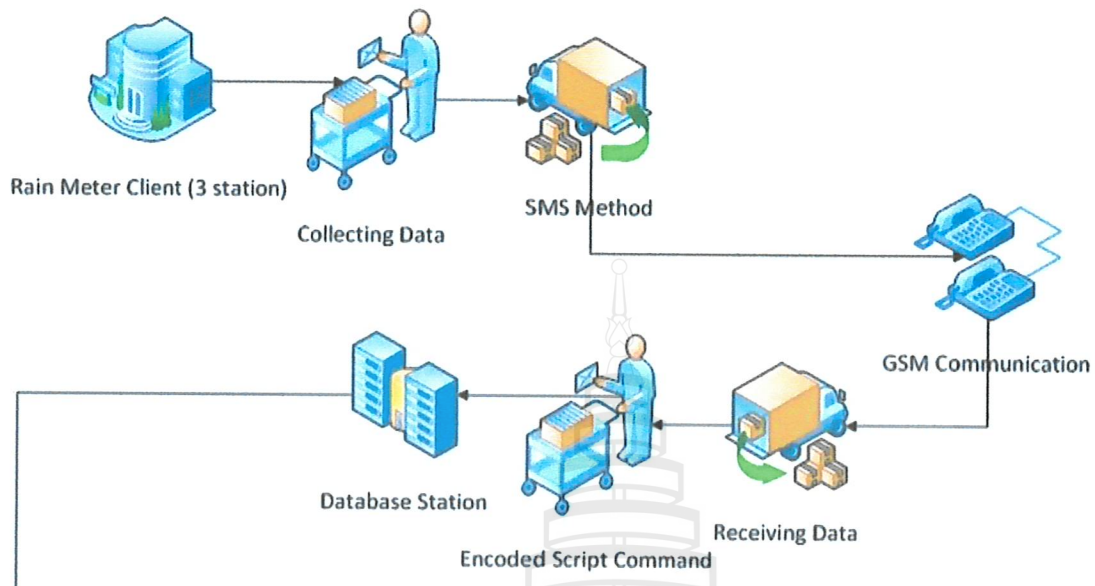 Rain Meter Client (3 station)
Collecting Data
SMS Method
GSM Communication
Database Station
Encoded Script Command
Receiving Data